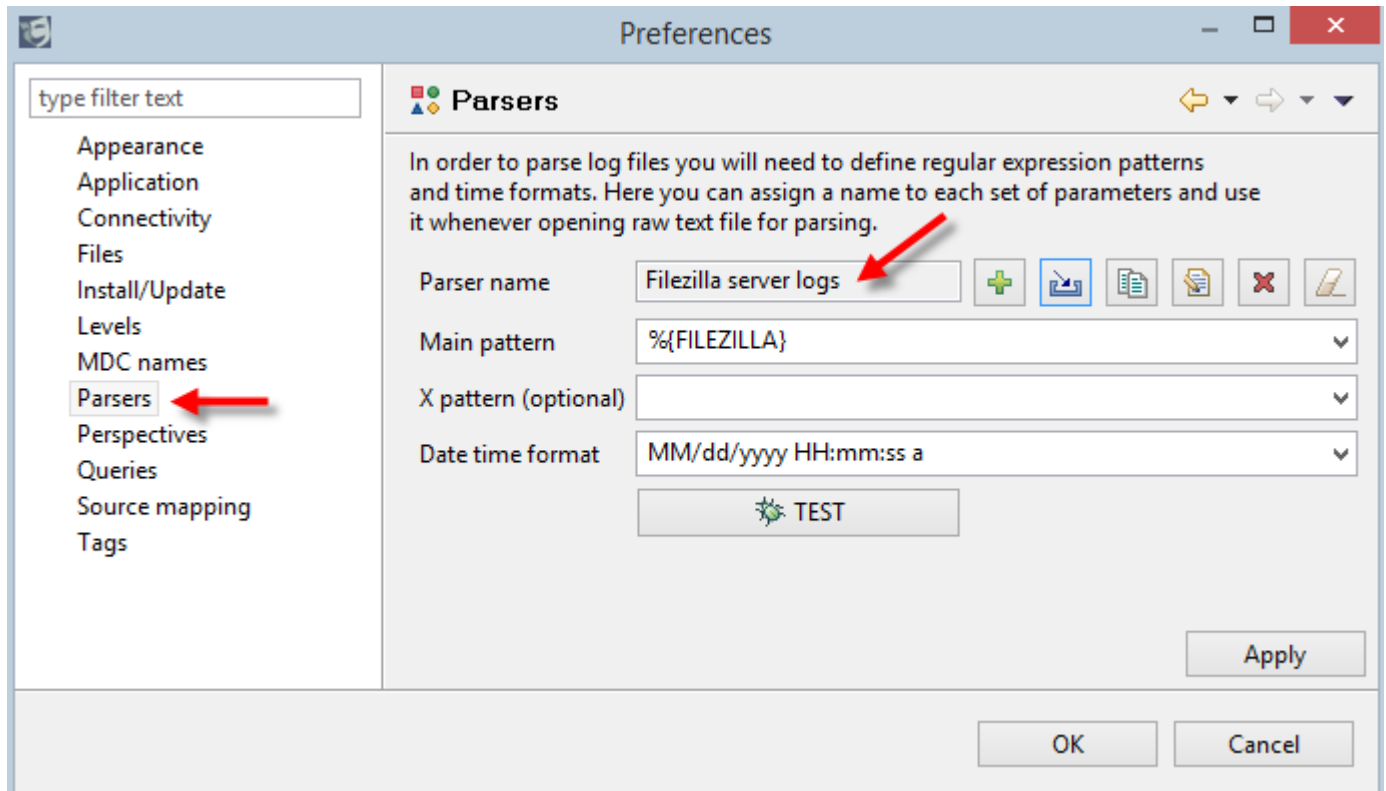 Preferences
type filter text
Appearance
Application
Connectivity
Files
Install/Update
Levels
MDC names
Parsers
Perspectives
Queries
Source mapping
Tags
Parsers
In order to parse log files you will need to define regular expression patterns
and time formats. Here you can assign a name to each set of parameters and use
it whenever opening raw text file for parsing.
Parser name Filezilla server logs
Main pattern %{FILEZILLA}
X pattern (optional)
Date time format MM/dd/yyyy HH:mm:ss a
TEST
Apply
OK Cancel